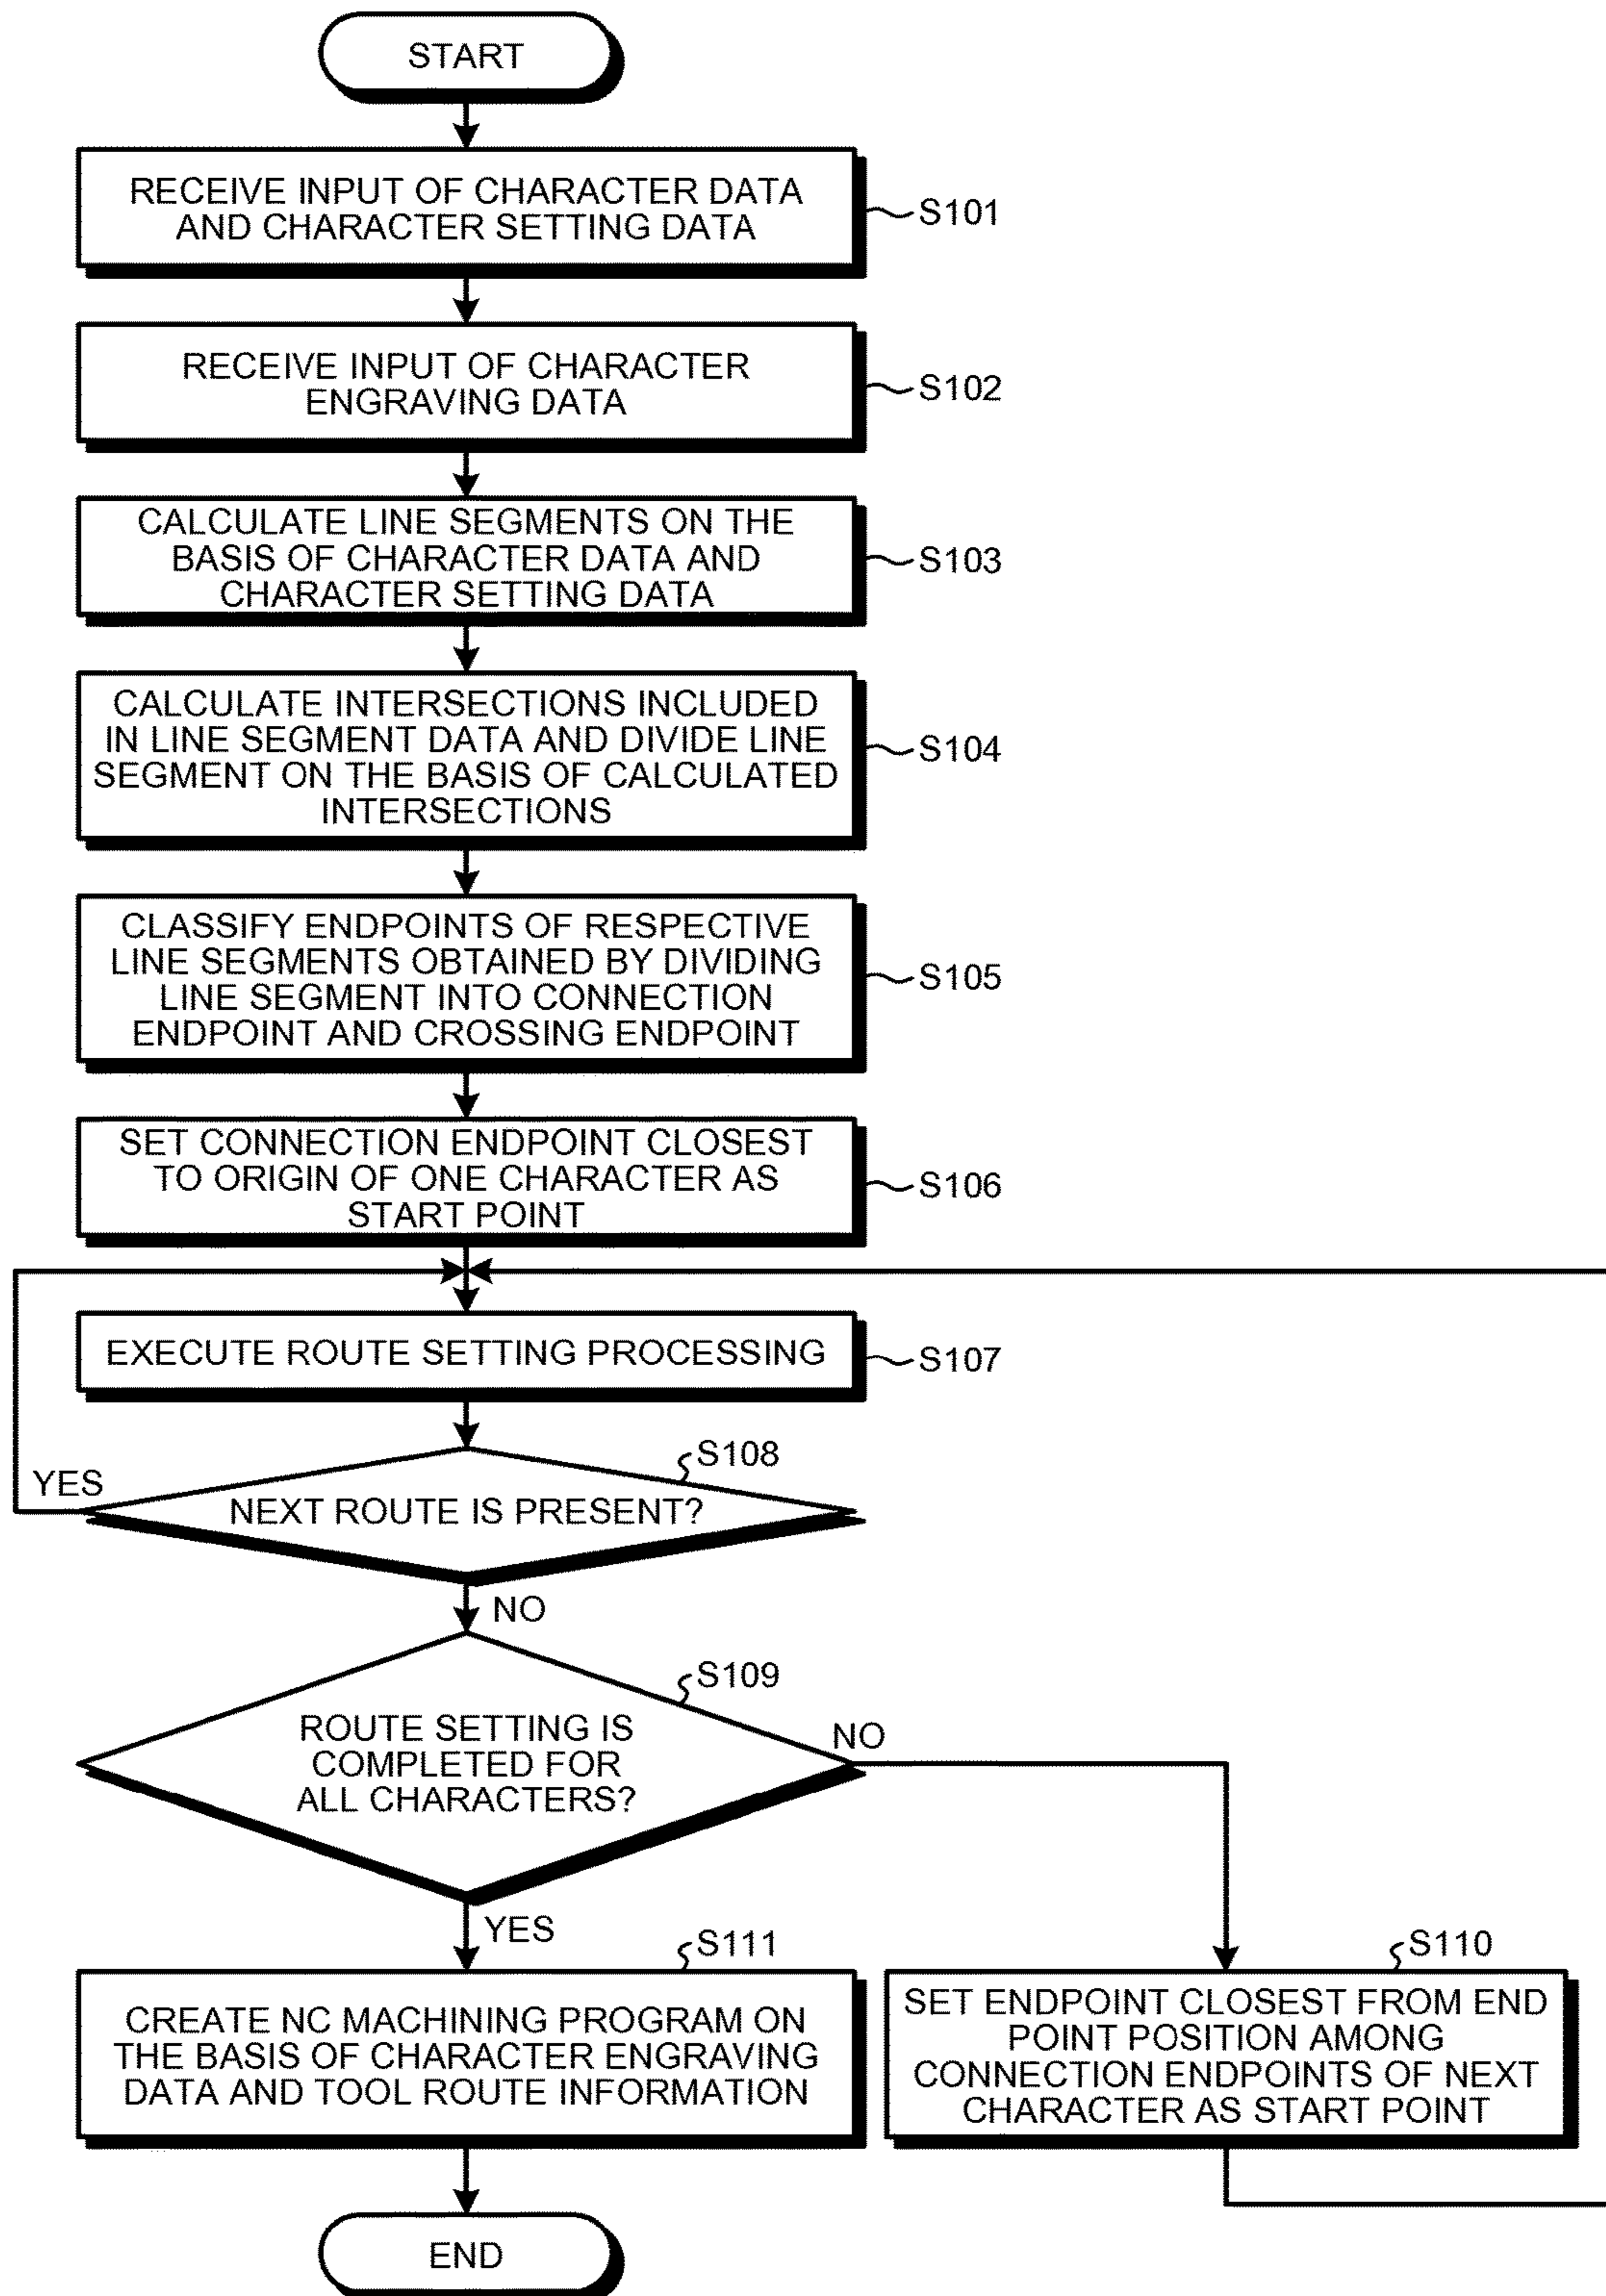 START
RECEIVE INPUT OF CHARACTER DATA
AND CHARACTER SETTING DATA
S101
RECEIVE INPUT OF CHARACTER
ENGRAVING DATA
S102
CALCULATE LINE SEGMENTS ON THE
BASIS OF CHARACTER DATA AND
CHARACTER SETTING DATA
S103
CALCULATE INTERSECTIONS INCLUDED
IN LINE SEGMENT DATA AND DIVIDE LINE
SEGMENT ON THE BASIS OF CALCULATED
INTERSECTIONS
S104
CLASSIFY ENDPOINTS OF RESPECTIVE
LINE SEGMENTS OBTAINED BY DIVIDING
LINE SEGMENT INTO CONNECTION
ENDPOINT AND CROSSING ENDPOINT
S105
SET CONNECTION ENDPOINT CLOSEST
TO ORIGIN OF ONE CHARACTER AS
START POINT
S106
EXECUTE ROUTE SETTING PROCESSING
S107
S108
YES
NEXT ROUTE IS PRESENT?
NO
S109
ROUTE SETTING IS
COMPLETED FOR
ALL CHARACTERS?
NO
YES
S111
CREATE NC MACHINING PROGRAM ON
THE BASIS OF CHARACTER ENGRAVING
DATA AND TOOL ROUTE INFORMATION
S110
SET ENDPOINT CLOSEST FROM END
POINT POSITION AMONG
CONNECTION ENDPOINTS OF NEXT
CHARACTER AS START POINT
END